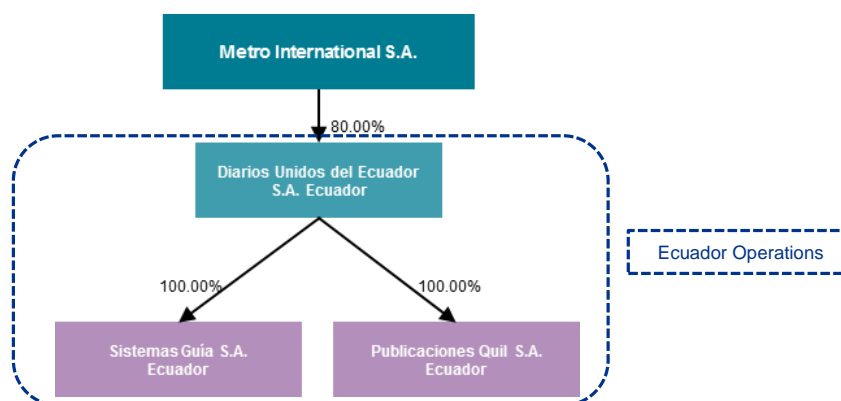 Metro International S.A.
80.00%
Diarios Unidos del Ecuador
S.A. Ecuador
Ecuador Operations
100.00%
100.00%
Sistemas Guía S.A.
Ecuador
Publicaciones Quil S.A.
Ecuador